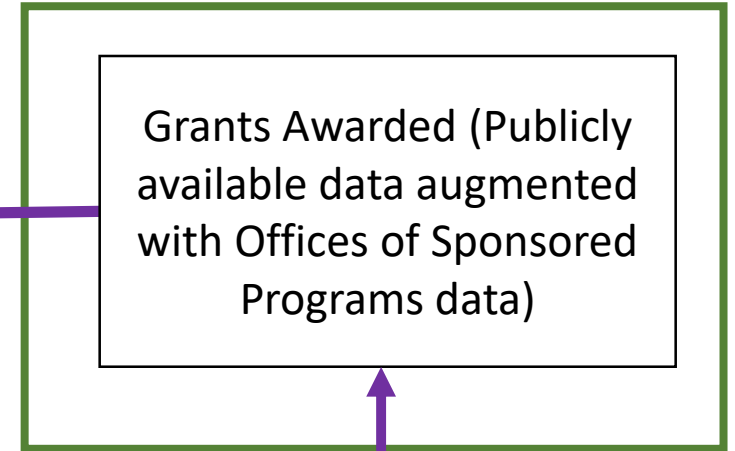 Grants Awarded (Publicly
available data augmented
with Offices of Sponsored
Programs data)